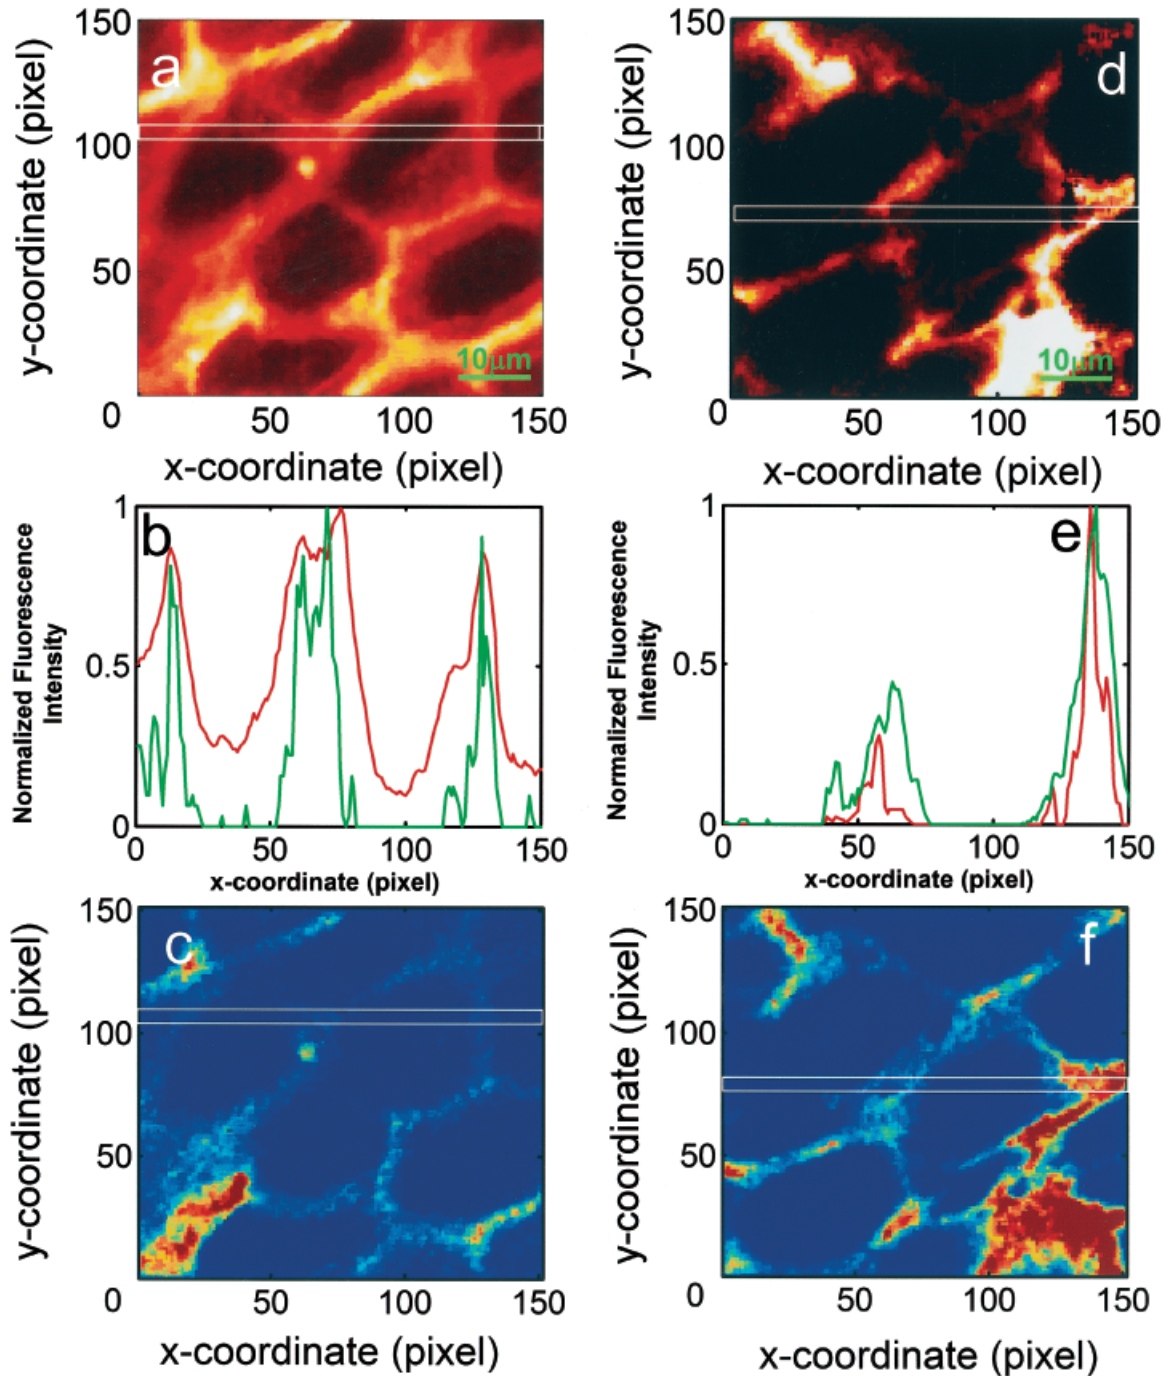 150
100
50
0
y-coordinate (pixel)
a
10μm
50
100
150
x-coordinate (pixel)
150
100
50
0
y-coordinate (pixel)
d
10μm
50
100
150
x-coordinate (pixel)
1
0.5
0
Normalized Fluorescence
Intensity
b
0
50
100
150
x-coordinate (pixel)
1
0.5
0
Normalized Fluorescence
Intensity
e
0
50
100
150
x-coordinate (pixel)
150
100
50
0
y-coordinate (pixel)
c
50
100
150
x-coordinate (pixel)
150
100
50
0
y-coordinate (pixel)
f
50
100
150
x-coordinate (pixel)